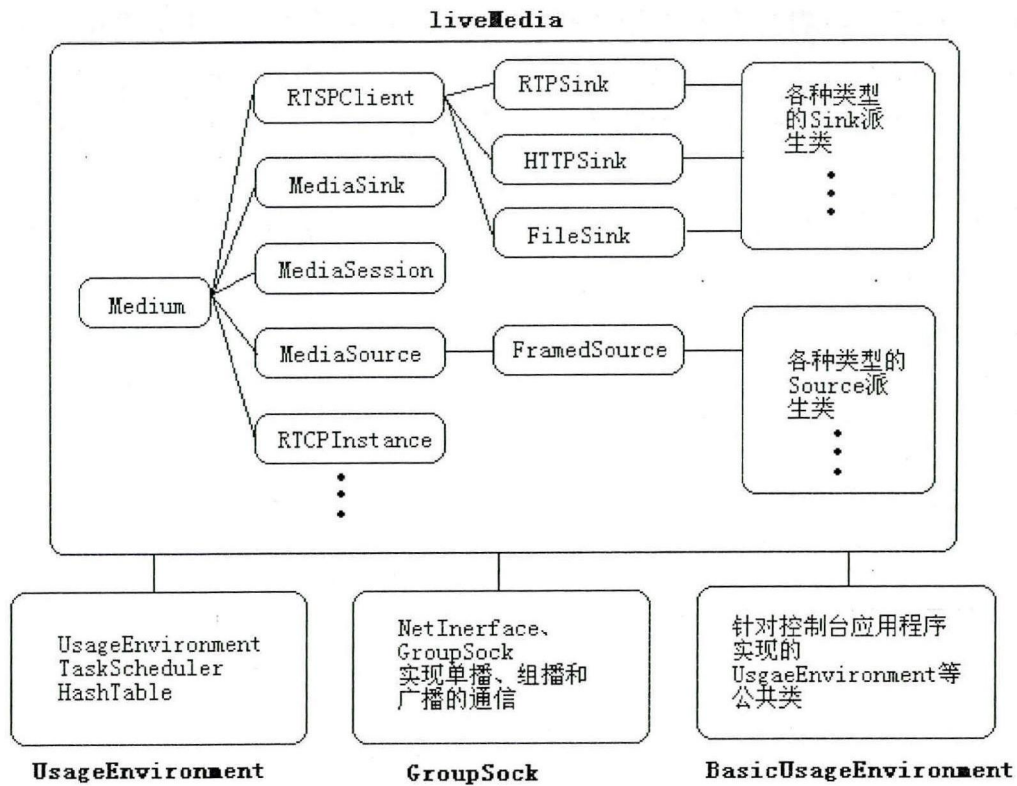 liveMedia
RTSPClient
RTPSink
各种类型
的Sink派
生类
HTTPSink
MediaSink
FileSink
MediaSession
Medium
MediaSource
FramedSource
各种类型的
Source派
生类
RTCPInstance
UsageEnvironment
TaskScheduler
HashTable
NetInerface、
GroupSock
实现单播、组播和
广播的通信
针对控制台应用程序
实现的
UsgaeEnvironment等
公共类
UsageEnvironment
GroupSock
BasicUsageEnvironment